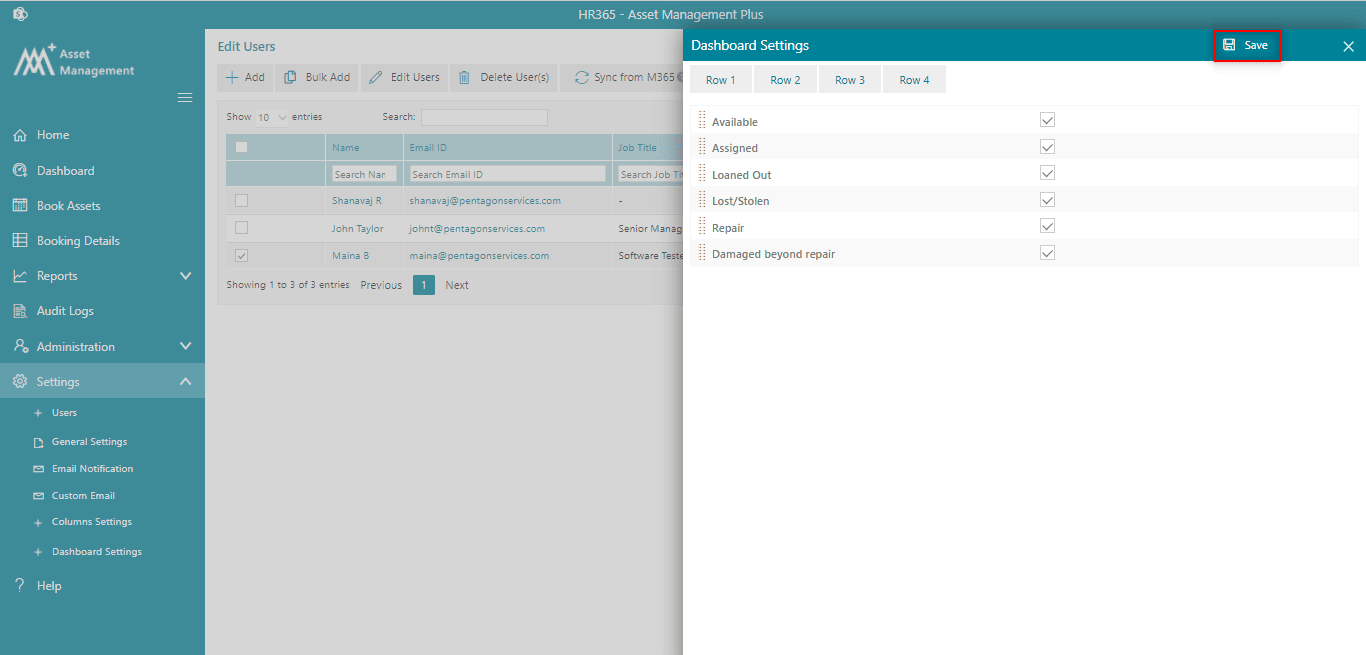 HR365 - Asset Management Plus
Asset
Management
Home
Dashboard
Book Assets
Booking Details
Reports
Audit Logs
Administration
Settings
Users
General Settings
Email Notification
Custom Email
Columns Settings
Dashboard Settings
Help
Edit Users
Add Bulk Add Edit Users Delete User(s) Sync from M365
Show 10 entries Search:
Name Email ID Job Title
Search Nar Search Email ID Search Job Ti
Shanavaj R shanavaj@pentagonservices.com -
John Taylor johnt@pentagonservices.com Senior Manag
Maina B maina@pentagonservices.com Software Teste
Showing 1 to 3 of 3 entries Previous 1 Next
Dashboard Settings Save
Row 1 Row 2 Row 3 Row 4
Available
Assigned
Loaned Out
Lost/Stolen
Repair
Damaged beyond repair